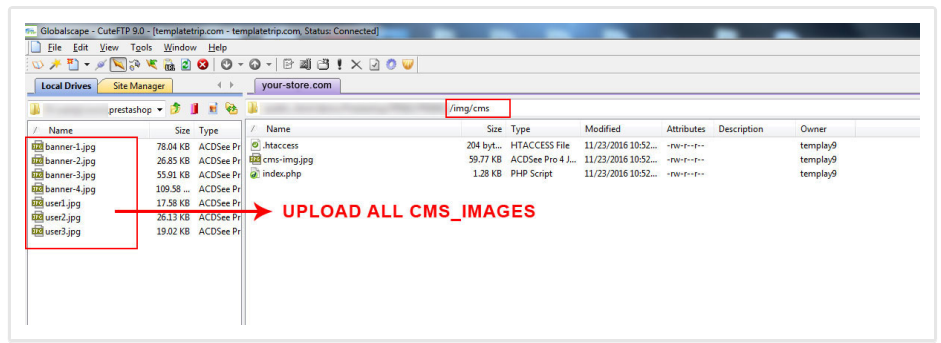 Globalscape - CuteFTP 9.0 - [templatetrip.com - templatetrip.com, Status: Connected]
File Edit View Tools Window Help
Local Drives Site Manager your-store.com
prestashop /img/cms
/ Name Size Type / Name Size Type Modified Attributes Description Owner
banner-1.jpg 78.04 KB ACDSee Pr .htaccess 204 byt... HTACCESS File 11/23/2016 10:52... -rw-r--r-- templay9
banner-2.jpg 26.85 KB ACDSee Pr cms-img.jpg 59.77 KB ACDSee Pro 4 J... 11/23/2016 10:52... -rw-r--r-- templay9
banner-3.jpg 55.91 KB ACDSee Pr index.php 1.28 KB PHP Script 11/23/2016 10:52... -rw-r--r-- templay9
banner-4.jpg 109.58 ... ACDSee Pr
user1.jpg 17.58 KB ACDSee Pr
user2.jpg 26.13 KB ACDSee Pr
user3.jpg 19.02 KB ACDSee Pr
UPLOAD ALL CMS_IMAGES